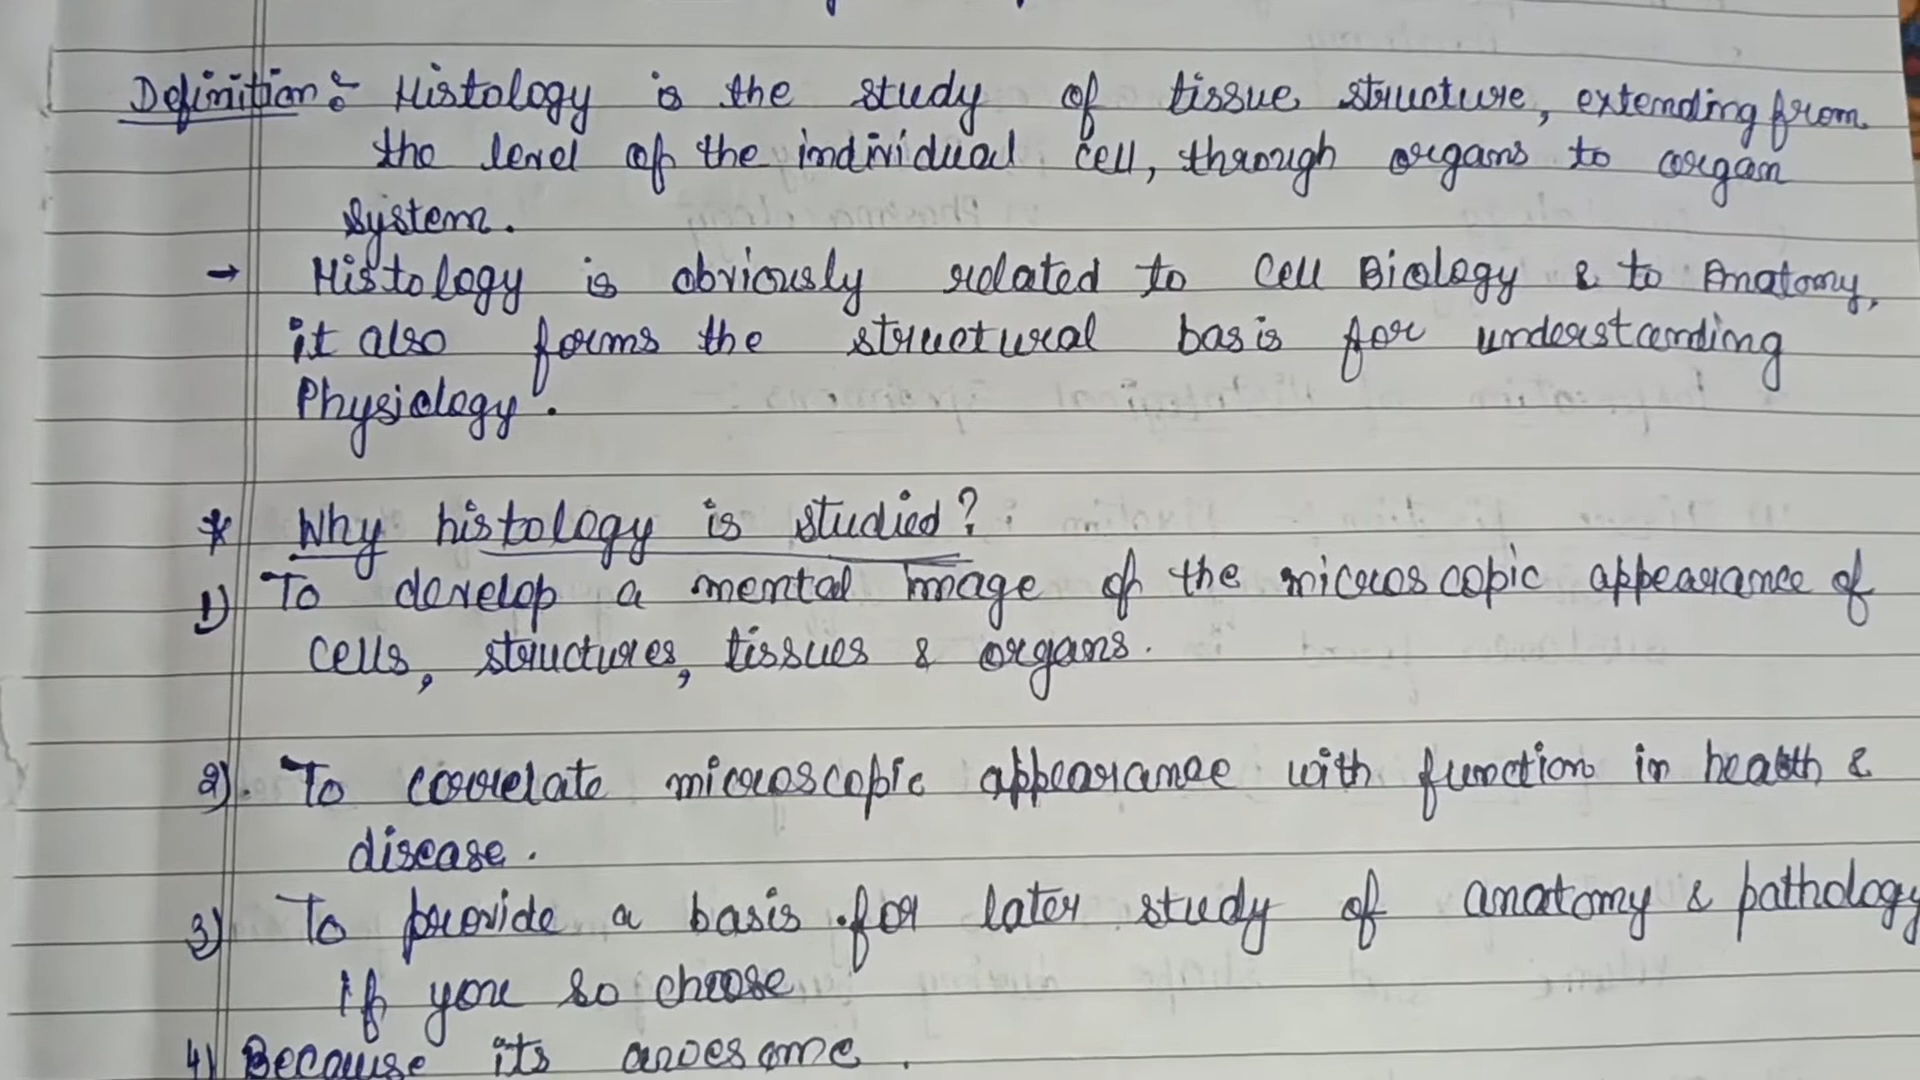 Definition :- Histology is the study of tissue structure, extending from
the level of the individual cell, through organs to organ
system.
→ Histology is obviously related to Cell Biology & to Anatomy,
it also forms the structural basis for understanding
Physiology.
* Why histology is studied?
1) To develop a mental image of the microscopic appearance of
cells, structures, tissues & organs.
2). To correlate microscopic appearance with function in health &
disease.
3) To provide a basis for later study of anatomy & pathology
if you so choose
4) Because its awesome.